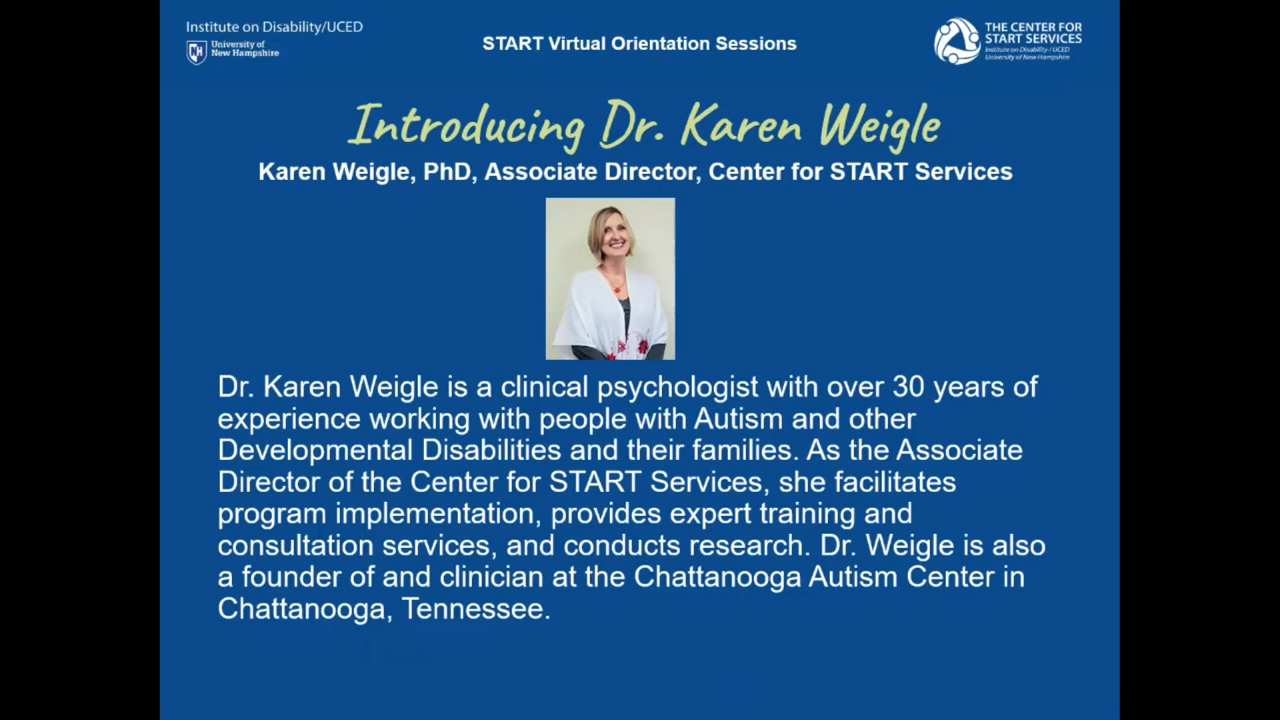 Institute on Disability/UCED
University of
New Hampshire
START Virtual Orientation Sessions
THE CENTER FOR
START SERVICES
Institute on Disability / UCED
University of New Hampshire
Introducing Dr. Karen Weigle
Karen Weigle, PhD, Associate Director, Center for START Services
Dr. Karen Weigle is a clinical psychologist with over 30 years of
experience working with people with Autism and other
Developmental Disabilities and their families. As the Associate
Director of the Center for START Services, she facilitates
program implementation, provides expert training and
consultation services, and conducts research. Dr. Weigle is also
a founder of and clinician at the Chattanooga Autism Center in
Chattanooga, Tennessee.